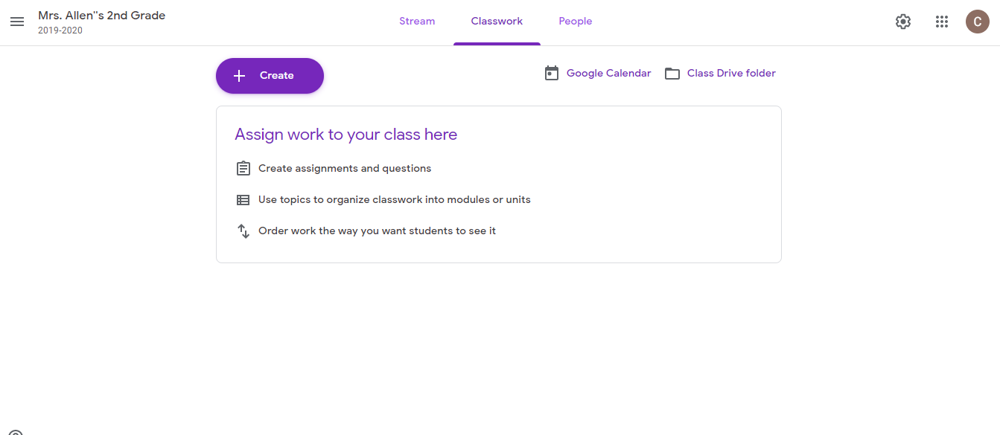 Mrs. Allen''s 2nd Grade
2019-2020
Stream
Classwork
People
C
Create
Google Calendar
Class Drive folder
Assign work to your class here
Create assignments and questions
Use topics to organize classwork into modules or units
Order work the way you want students to see it